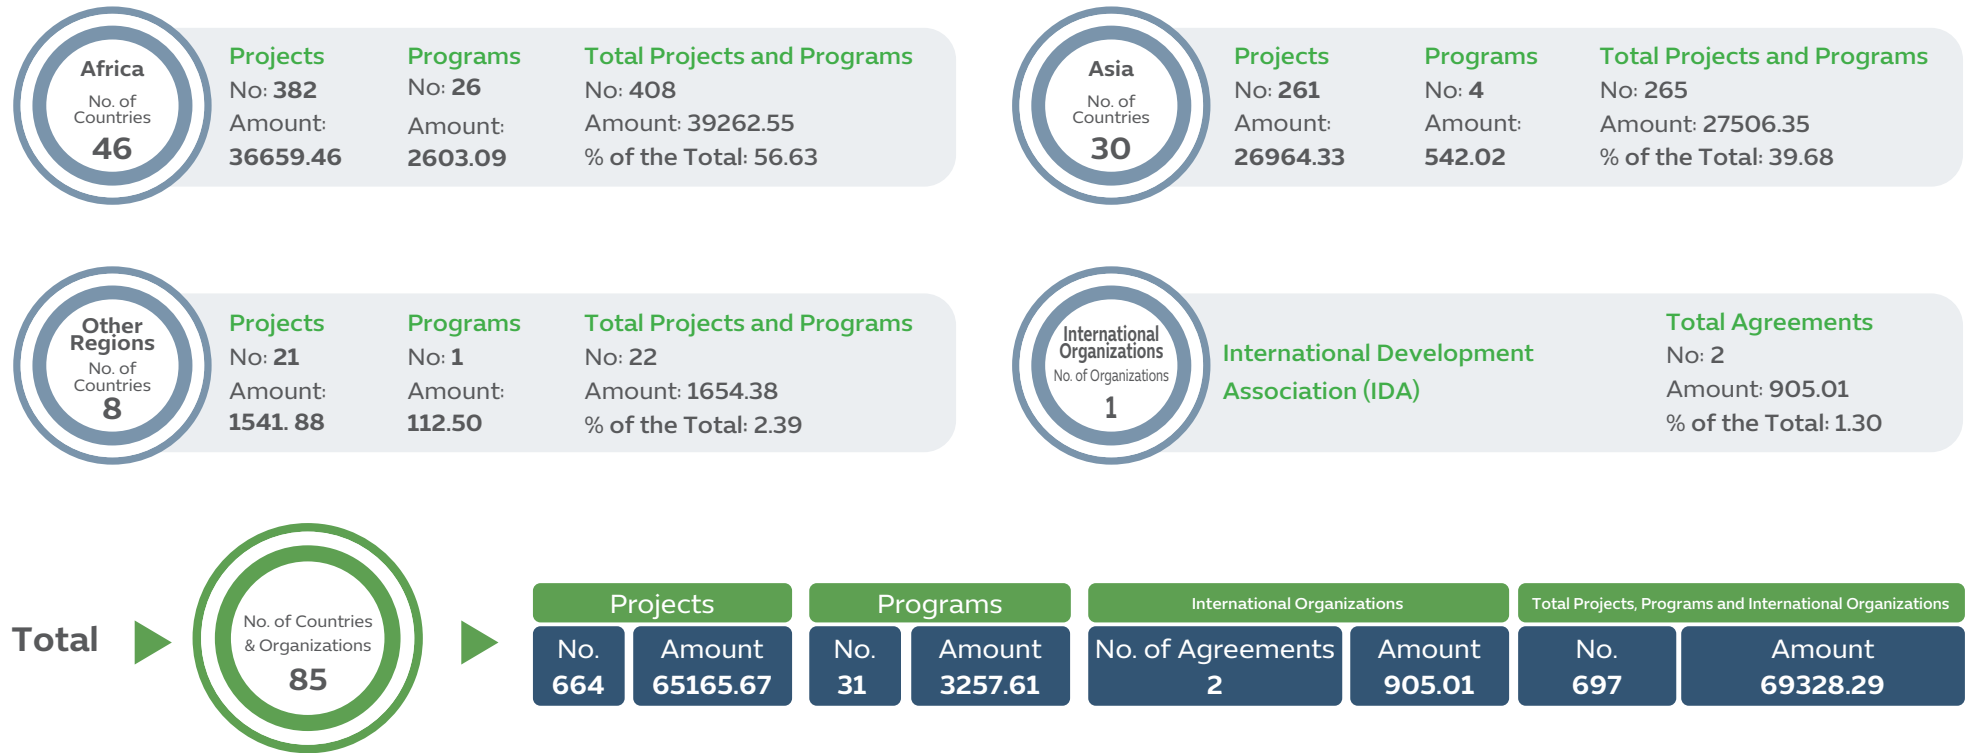 Africa
No. of
Countries
46
Projects
No: 382
Amount:
36659.46
Programs
No: 26
Amount:
2603.09
Total Projects and Programs
No: 408
Amount: 39262.55
% of the Total: 56.63
Asia
No. of
Countries
30
Projects
No: 261
Amount:
26964.33
Programs
No: 4
Amount:
542.02
Total Projects and Programs
No: 265
Amount: 27506.35
% of the Total: 39.68
Other
Regions
No. of
Countries
8
Projects
No: 21
Amount:
1541. 88
Programs
No: 1
Amount:
112.50
Total Projects and Programs
No: 22
Amount: 1654.38
% of the Total: 2.39
International
Organizations
No. of Organizations
1
International Development
Association (IDA)
Total Agreements
No: 2
Amount: 905.01
% of the Total: 1.30
Total
No. of Countries
& Organizations
85
Projects
No.
664
Amount
65165.67
Programs
No.
31
Amount
3257.61
International Organizations
No. of Agreements
2
Amount
905.01
Total Projects, Programs and International Organizations
No.
697
Amount
69328.29